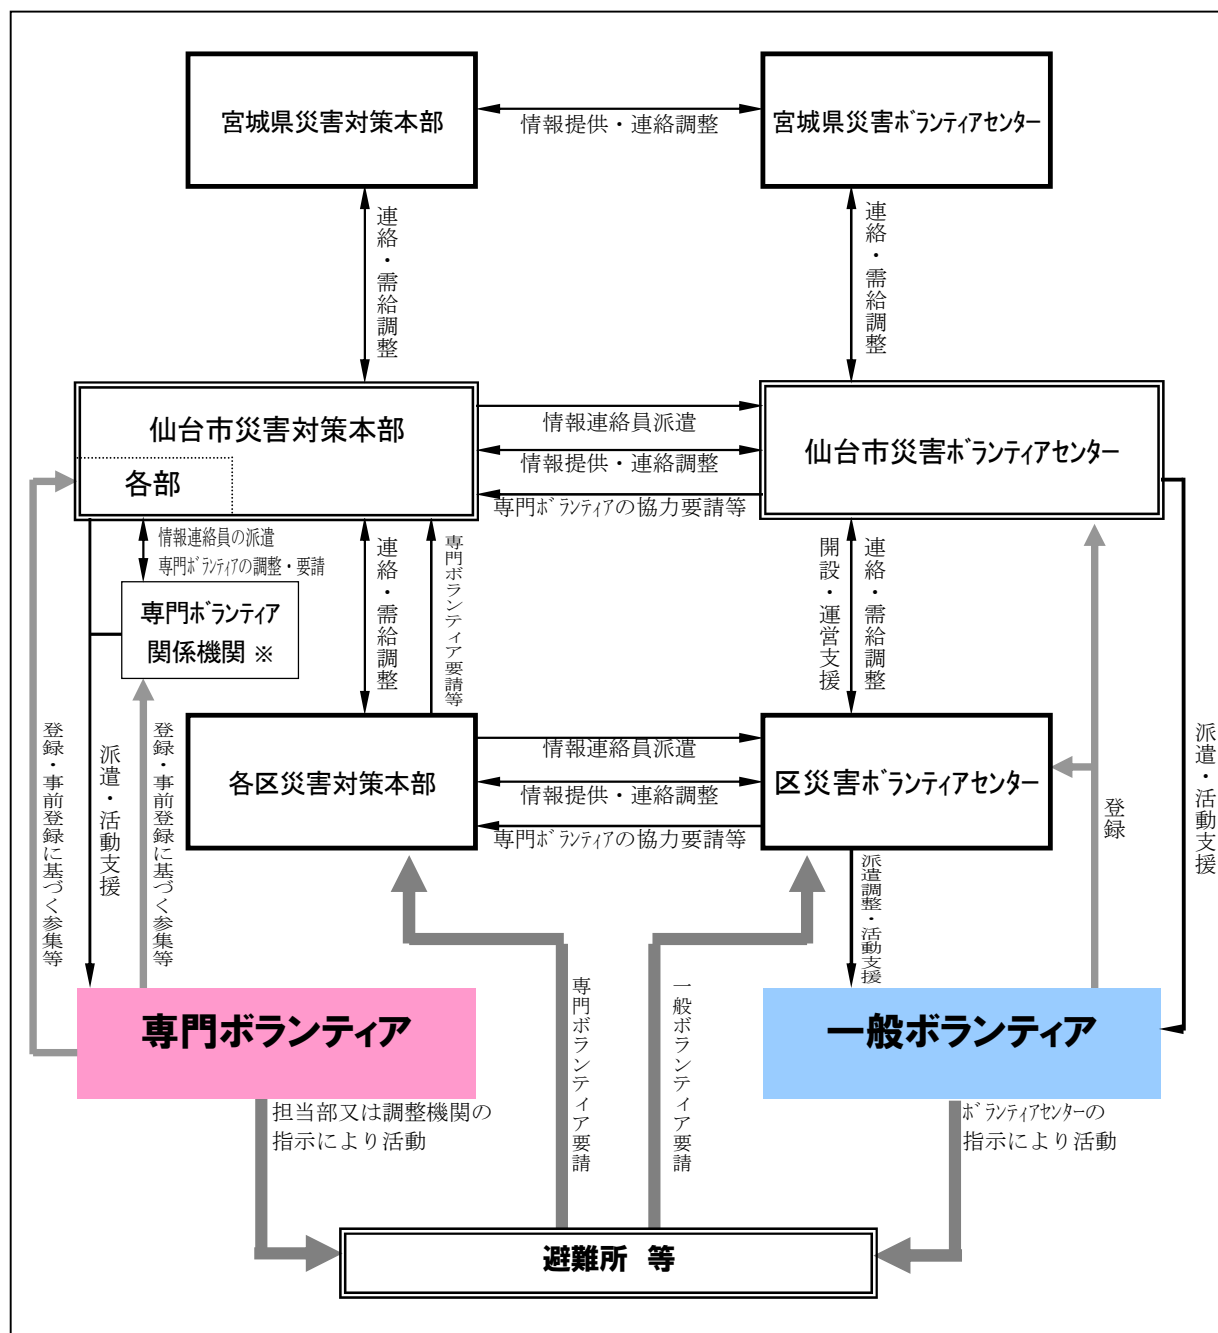 宮城県災害対策本部
情報提供・連絡調整
宮城県災害ボランティアセンター
連絡・需給調整
連絡・需給調整
仙台市災害対策本部
各部
情報連絡員派遣
情報提供・連絡調整
専門ボランティアの協力要請等
仙台市災害ボランティアセンター
情報連絡員の派遣
専門ボランティアの調整・要請
専門ボランティア
関係機関 ※
連絡・需給調整
専門ボランティア要請等
開設・運営支援
連絡・需給調整
各区災害対策本部
情報連絡員派遣
情報提供・連絡調整
専門ボランティアの協力要請等
区災害ボランティアセンター
登録・事前登録に基づく参集等
派遣・活動支援
登録・事前登録に基づく参集等
派遣調整・活動支援
登録
派遣・活動支援
専門ボランティア
専門ボランティア要請
一般ボランティア要請
一般ボランティア
担当部又は調整機関の
指示により活動
ボランティアセンターの
指示により活動
避難所 等